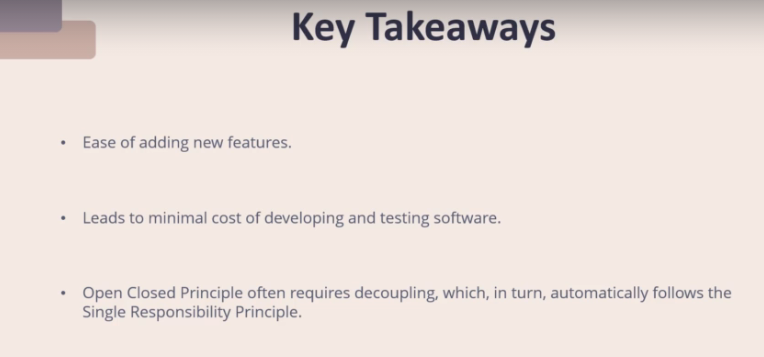 Key Takeaways
• Ease of adding new features.
• Leads to minimal cost of developing and testing software.
• Open Closed Principle often requires decoupling, which, in turn, automatically follows the
Single Responsibility Principle.